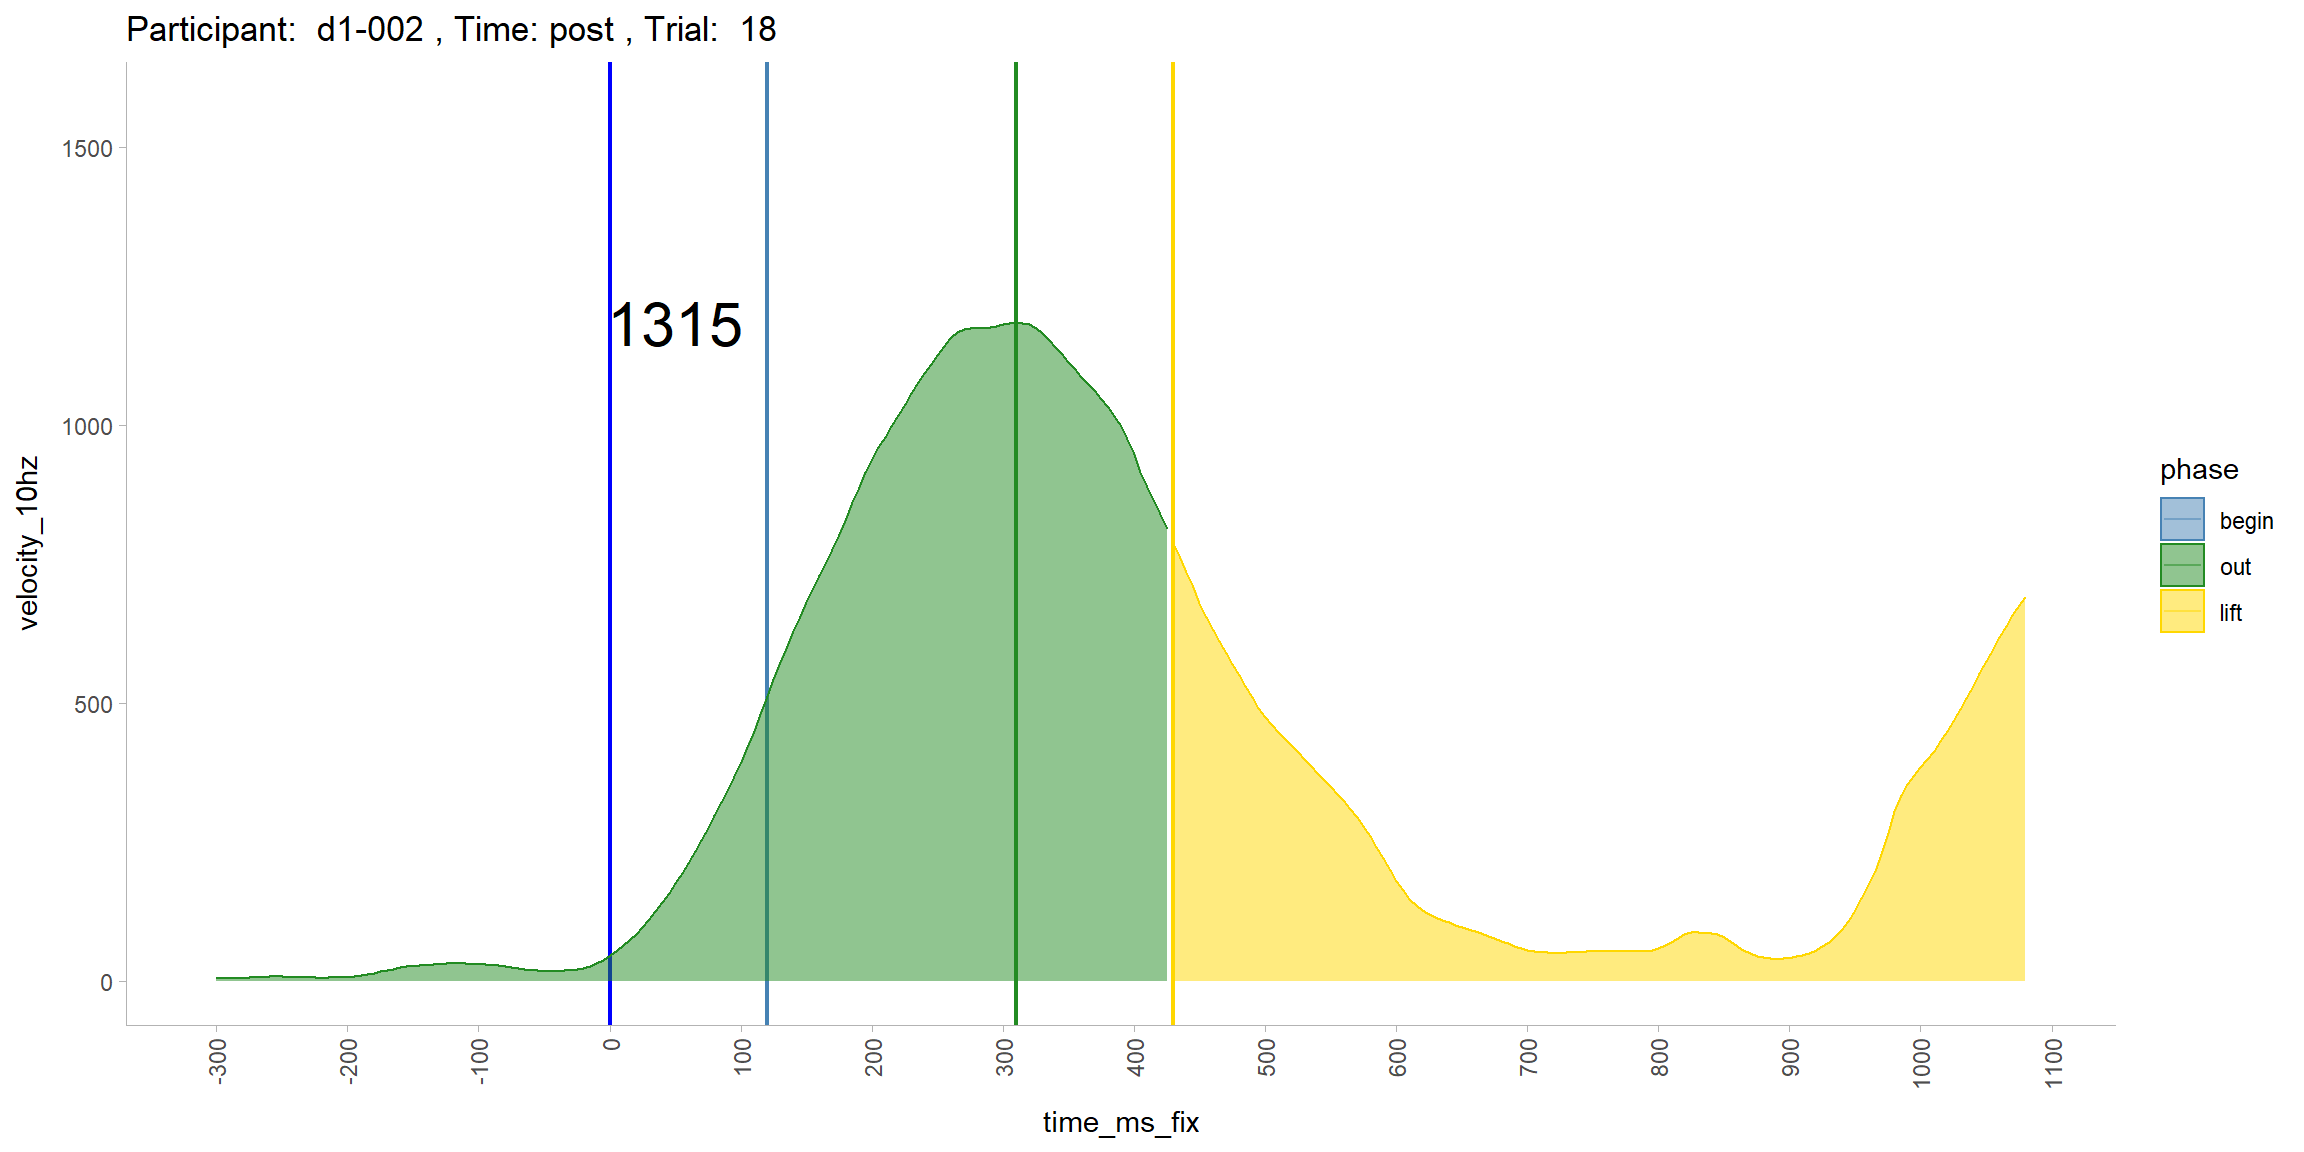 Participant:  d1-002 , Time: post , Trial:  18
1500
1000
500
0
velocity_10hz
1315
-300 -200 -100 0 100 200 300 400 500 600 700 800 900 1000 1100
time_ms_fix
phase
begin
out
lift